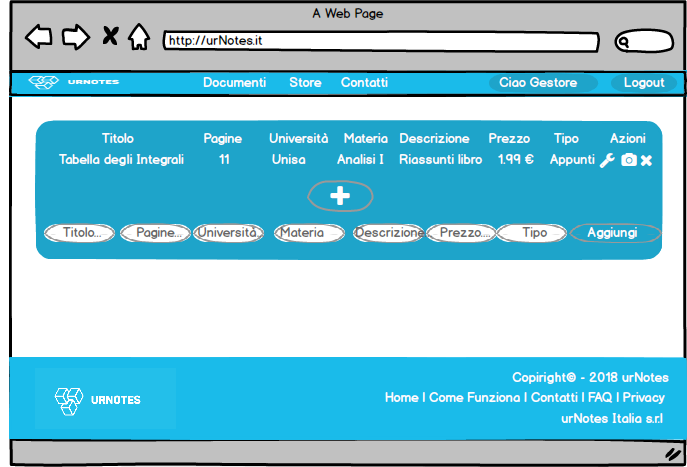 A Web Page
http://urNotes.it
URNOTES Documenti Store Contatti Ciao Gestore Logout
Titolo Pagine Università Materia Descrizione Prezzo Tipo Azioni
Tabella degli Integrali 11 Unisa Analisi I Riassunti libro 1.99 € Appunti
Titolo... Pagine... Università... Materia Descrizione Prezzo.... Tipo Aggiungi
Copiright© - 2018 urNotes
URNOTES Home | Come Funziona | Contatti | FAQ | Privacy
urNotes Italia s.r.l